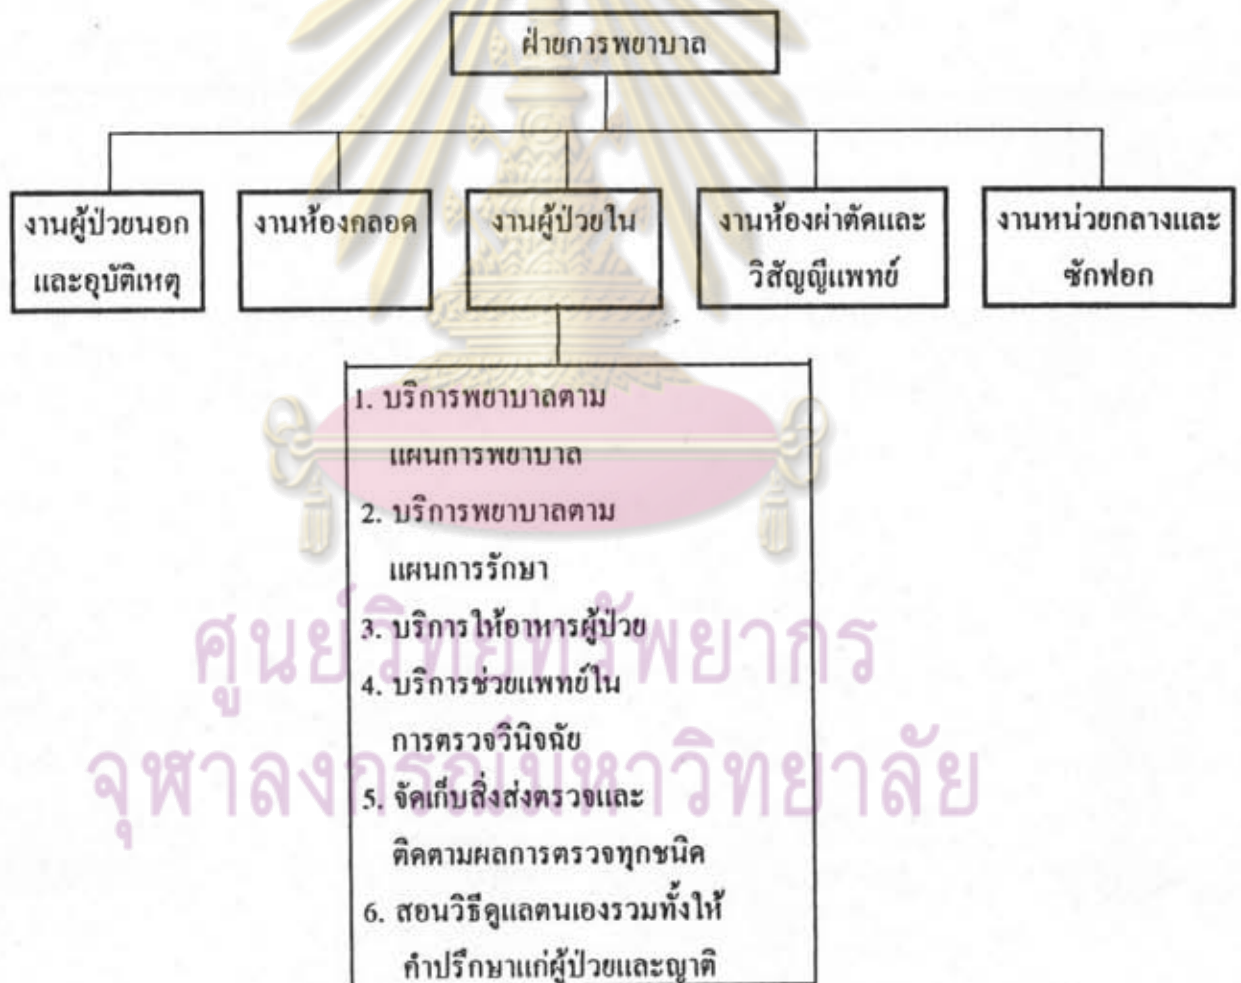 ฝ่ายการพยาบาล
งานผู้ป่วยนอก
และอุบัติเหตุ
งานห้องคลอด
งานผู้ป่วยใน
งานห้องผ่าตัดและ
วิสัญญีแพทย์
งานหน่วยกลางและ
ซักฟอก
1. บริการพยาบาลตาม
แผนการพยาบาล
2. บริการพยาบาลตาม
แผนการรักษา
3. บริการให้อาหารผู้ป่วย
4. บริการช่วยแพทย์ใน
การตรวจวินิจฉัย
5. จัดเก็บสิ่งส่งตรวจและ
ติดตามผลการตรวจทุกชนิด
6. สอนวิธีดูแลตนเองรวมทั้งให้
คำปรึกษาแก่ผู้ป่วยและญาติ
ศูนย์วิทยทรัพยากร
จุฬาลงกรณ์มหาวิทยาลัย